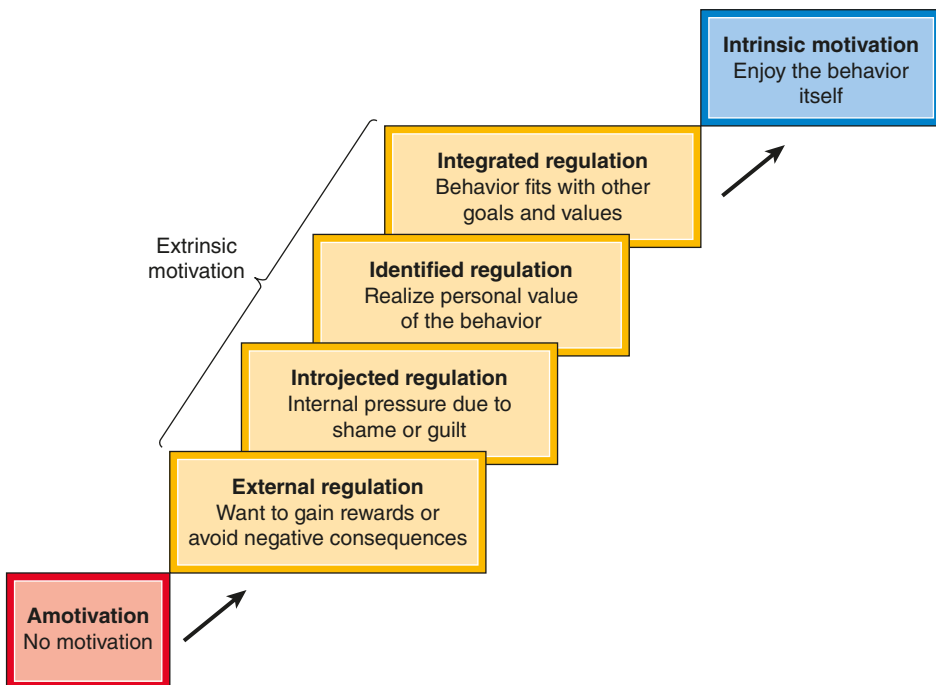 Intrinsic motivation
Enjoy the behavior
itself
Integrated regulation
Behavior fits with other
goals and values
Extrinsic
motivation
Identified regulation
Realize personal value
of the behavior
Introjected regulation
Internal pressure due to
shame or guilt
External regulation
Want to gain rewards or
avoid negative consequences
Amotivation
No motivation